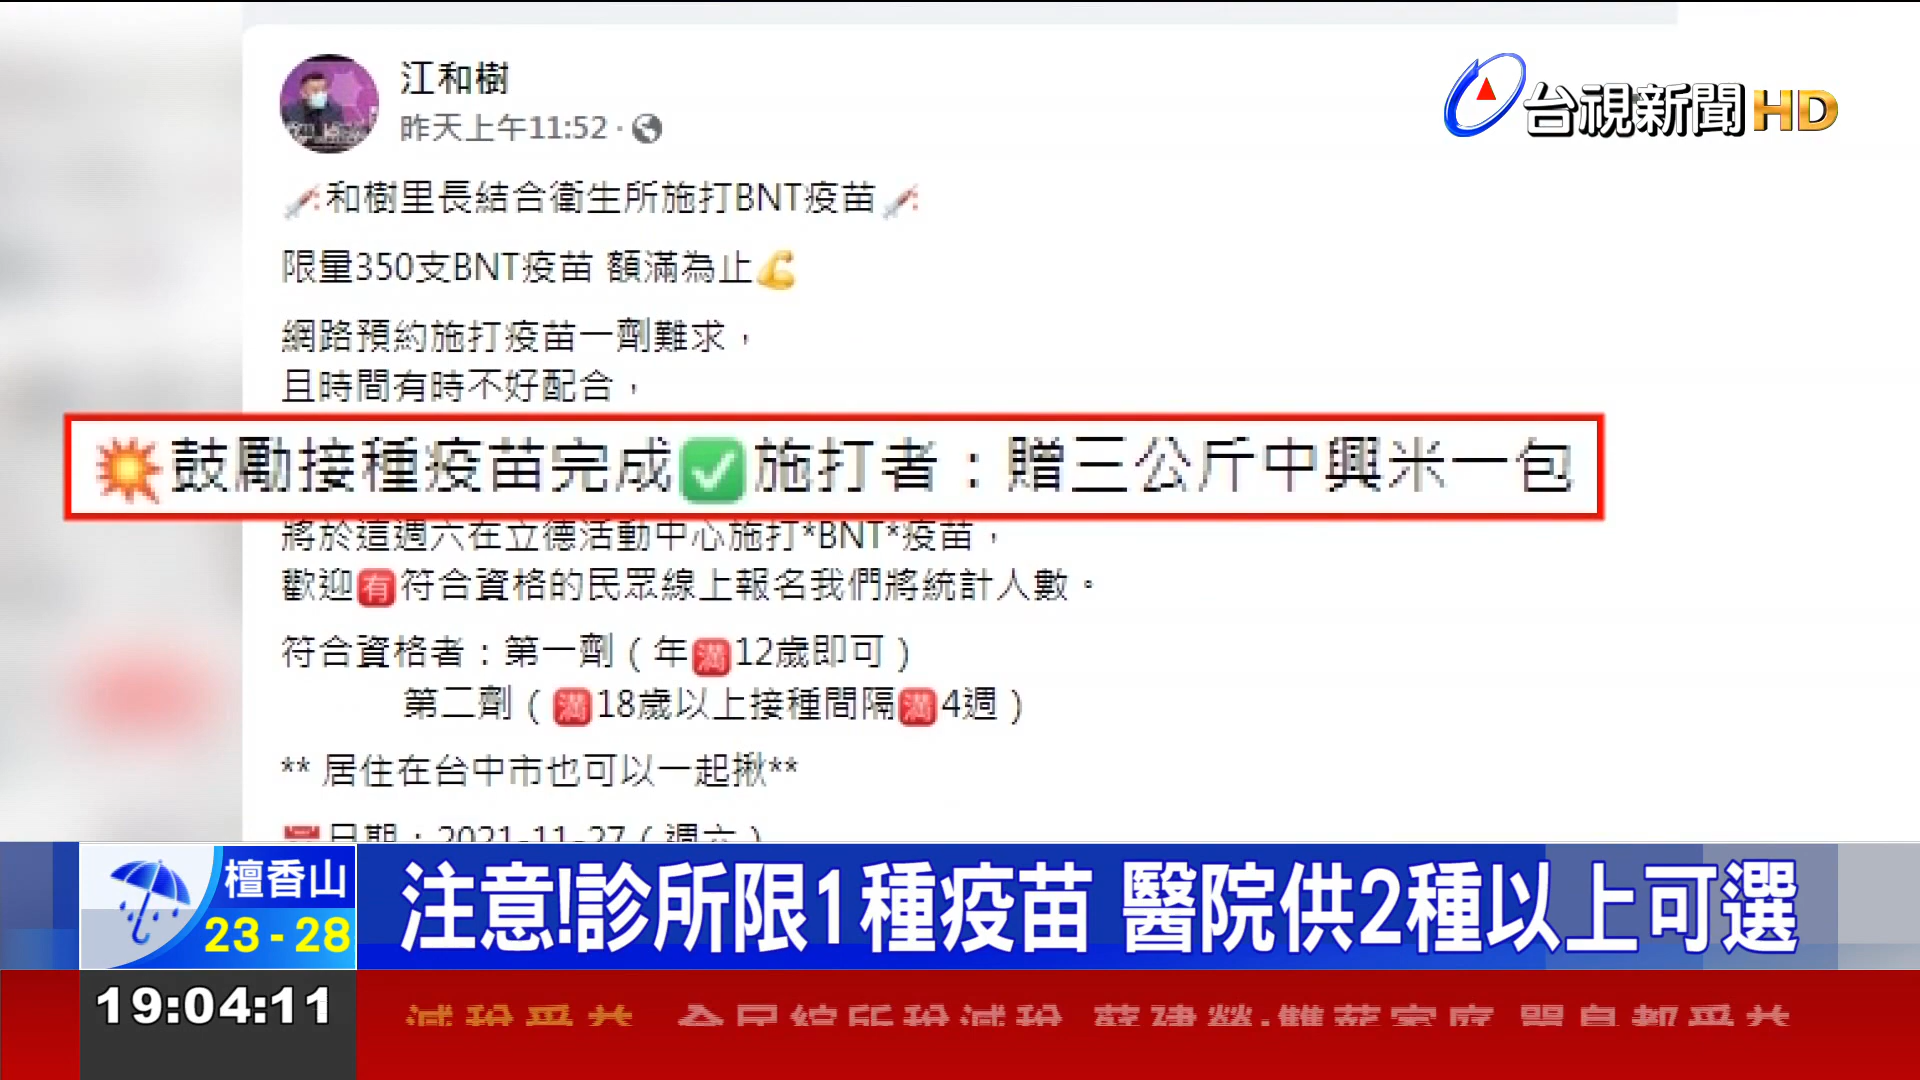 江和樹
昨天上午11:52 ·
台視新聞HD
和樹里長結合衛生所施打BNT疫苗
限量350支BNT疫苗 額滿為止
網路預約施打疫苗一劑難求，
且時間有時不好配合，
鼓勵接種疫苗完成✅施打者：贈三公斤中興米一包
將於這週六在立德活動中心施打*BNT*疫苗，
歡迎🈶符合資格的民眾線上報名我們將統計人數。
符合資格者：第一劑（年🈵12歲即可）
第二劑（🈵18歲以上接種間隔🈵4週）
** 居住在台中市也可以一起揪**
日期：2021-11-27（週六）
檀香山
23-28
注意!診所限1種疫苗 醫院供2種以上可選
19:04:11